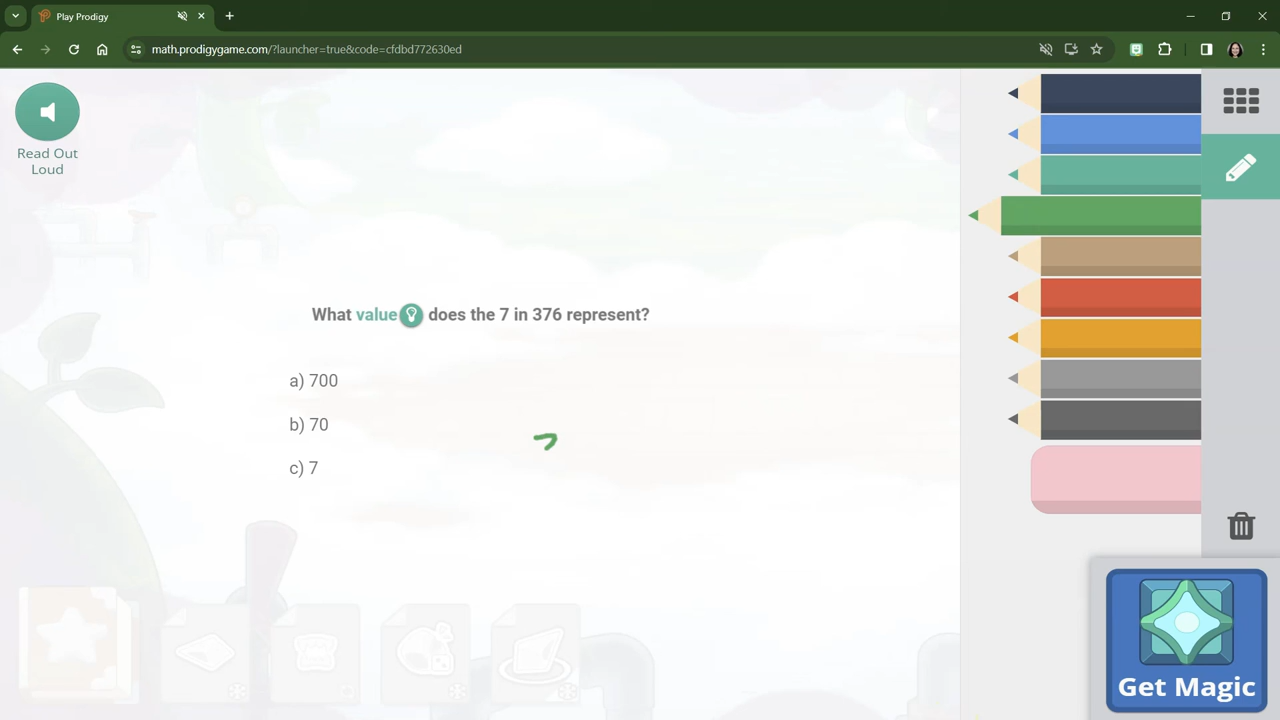 Play Prodigy
math.prodigygame.com/?launcher=true&code=cfdbd772630ed
Read Out
Loud
What value does the 7 in 376 represent?
a) 700
b) 70
c) 7
7
Get Magic